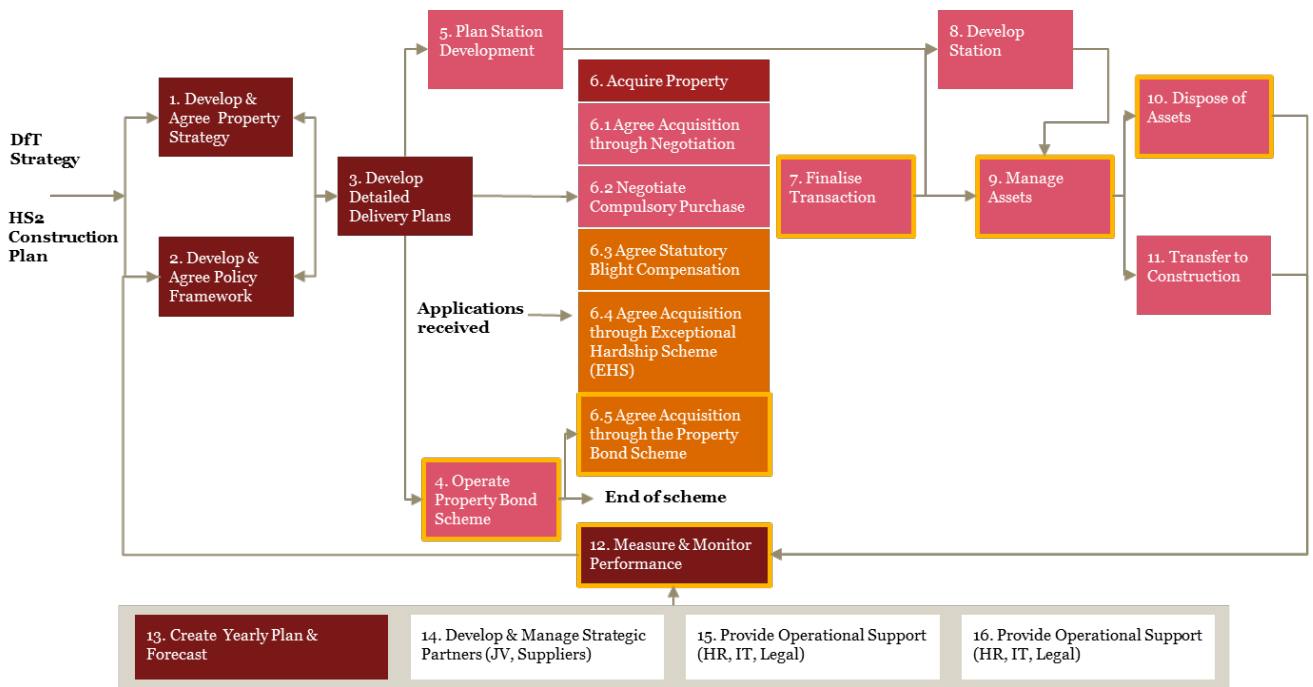 5. Plan Station
Development
8. Develop
Station
6. Acquire Property
1. Develop &
Agree Property
Strategy
10. Dispose of
Assets
6.1 Agree Acquisition
through Negotiation
DfT
Strategy
3. Develop
Detailed
Delivery Plans
6.2 Negotiate
Compulsory Purchase
7. Finalise
Transaction
9. Manage
Assets
HS2
Construction
Plan
2. Develop &
Agree Policy
Framework
6.3 Agree Statutory
Blight Compensation
11. Transfer to
Construction
Applications
received
6.4 Agree Acquisition
through Exceptional
Hardship Scheme
(EHS)
6.5 Agree Acquisition
through the Property
Bond Scheme
4. Operate
Property Bond
Scheme
End of scheme
12. Measure & Monitor
Performance
13. Create Yearly Plan &
Forecast
14. Develop & Manage Strategic
Partners (JV, Suppliers)
15. Provide Operational Support
(HR, IT, Legal)
16. Provide Operational Support
(HR, IT, Legal)